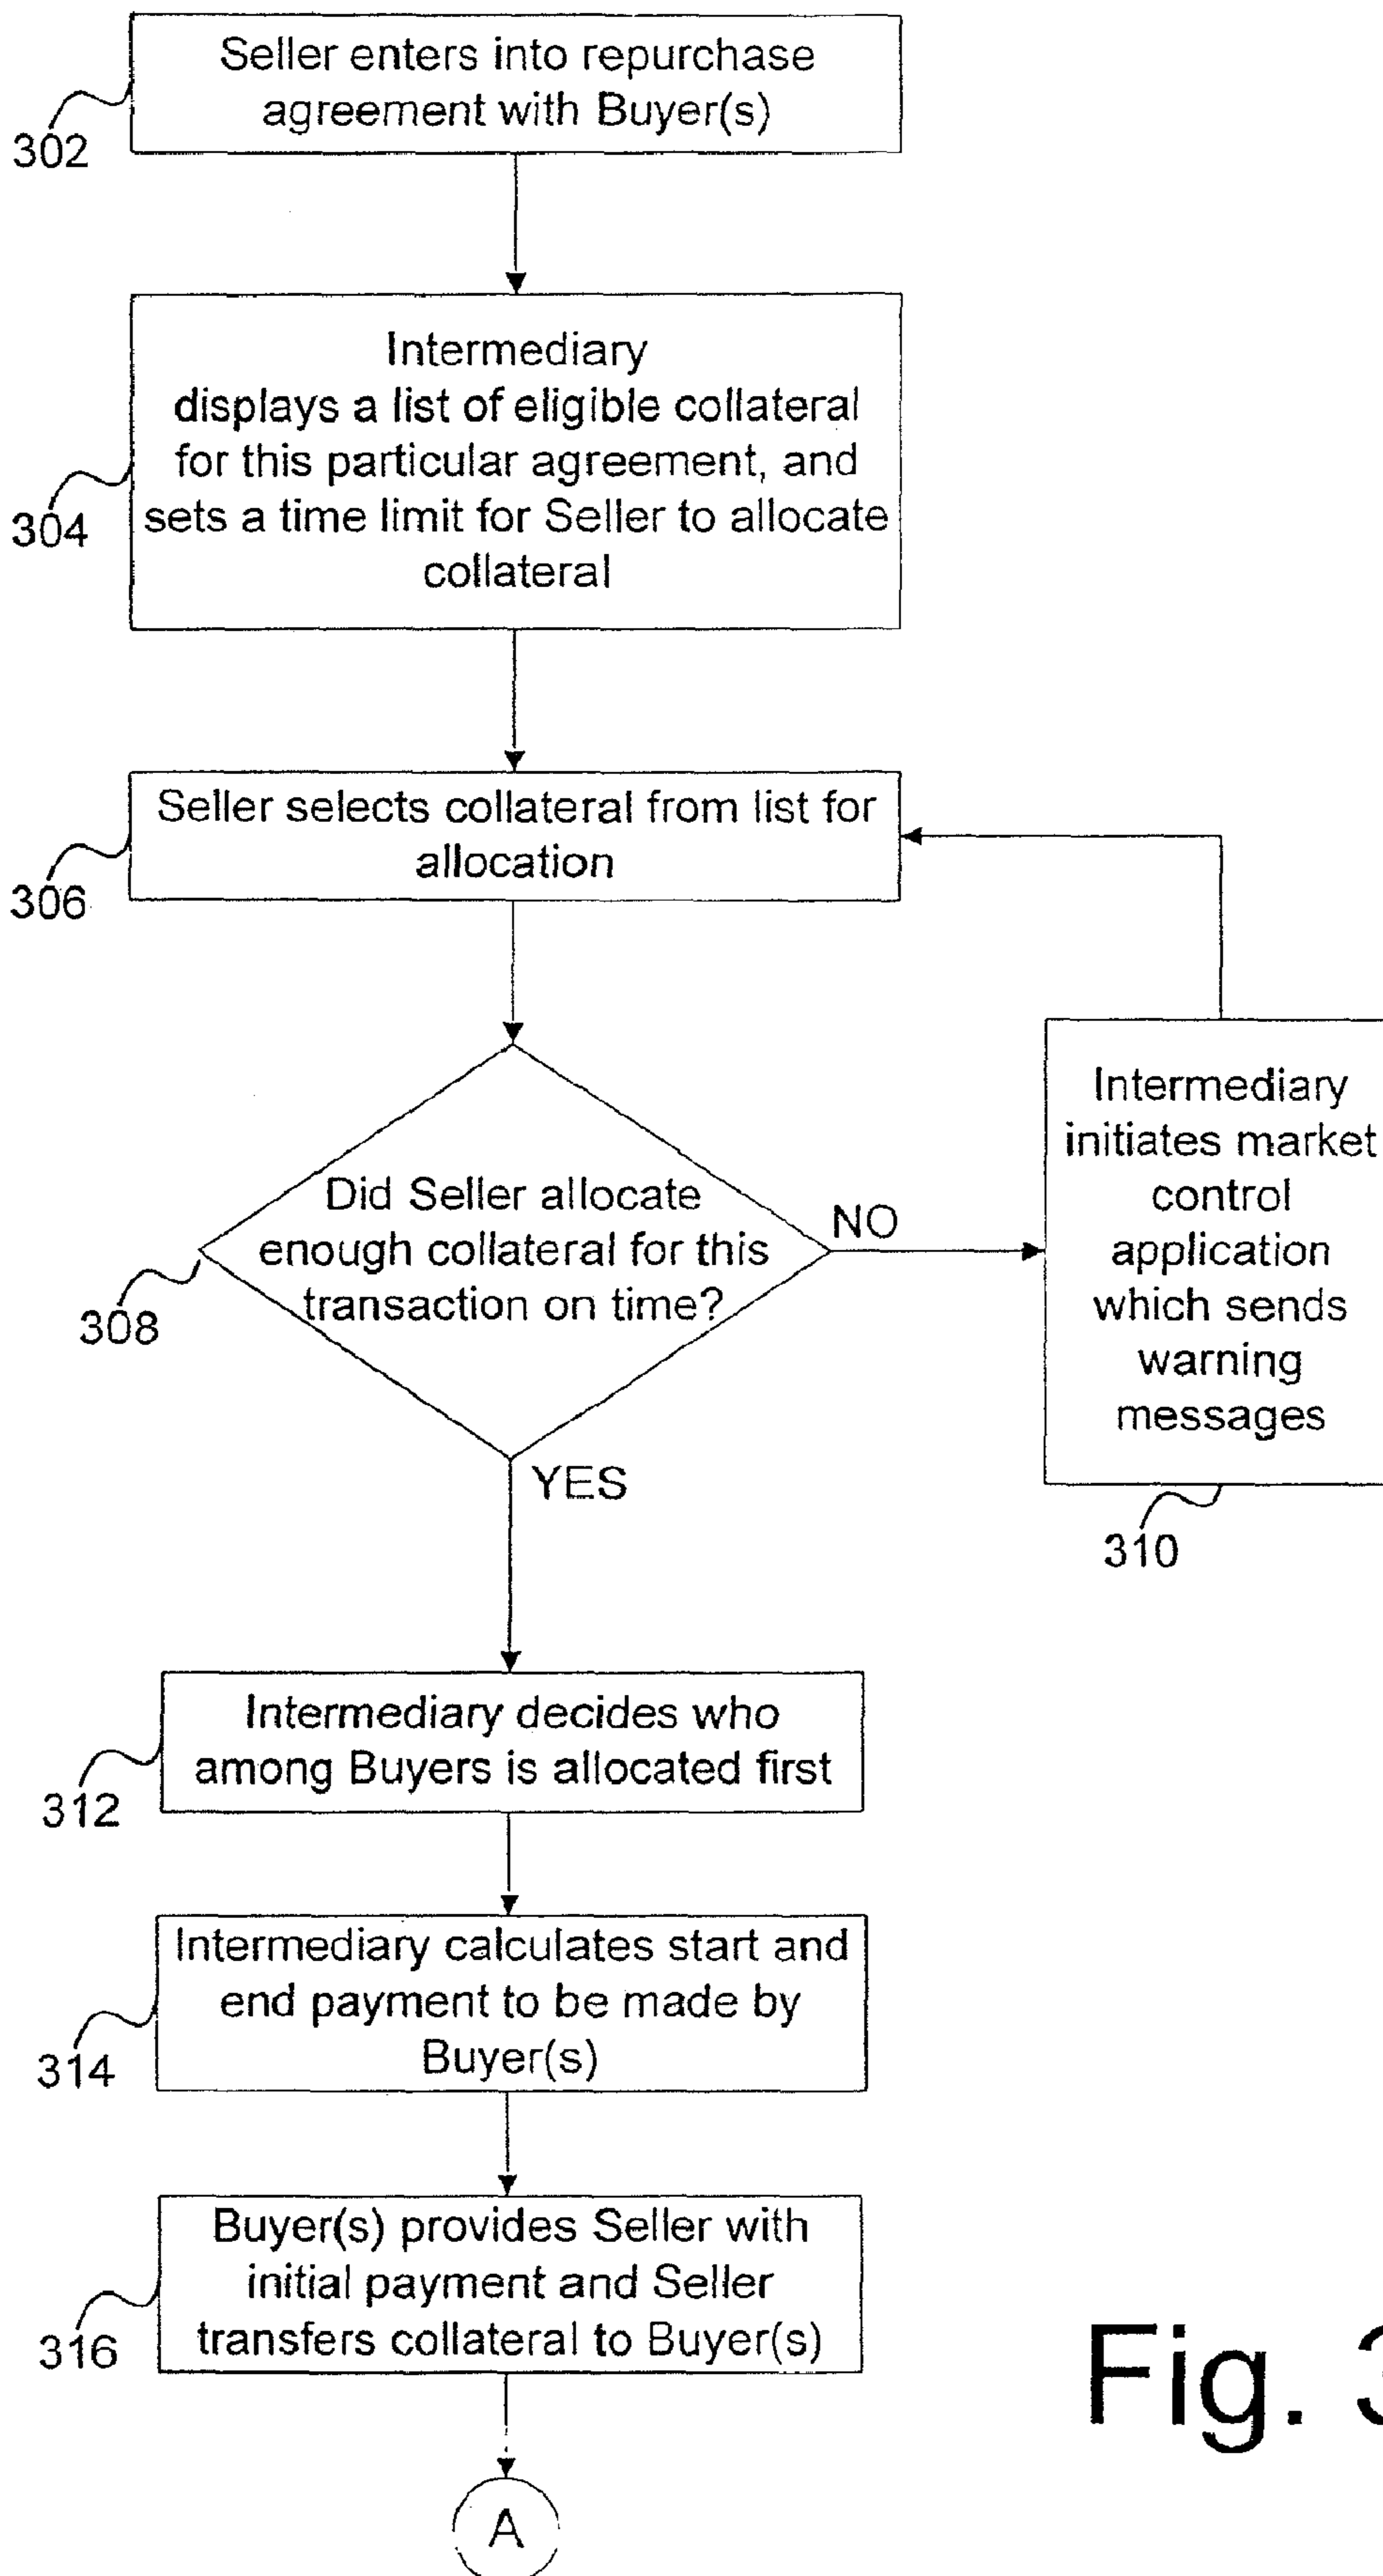 Seller enters into repurchase
agreement with Buyer(s)
302
Intermediary
displays a list of eligible collateral
for this particular agreement, and
sets a time limit for Seller to allocate
collateral
304
Seller selects collateral from list for
allocation
306
Did Seller allocate
enough collateral for this
transaction on time?
308
NO
Intermediary
initiates market
control
application
which sends
warning
messages
310
YES
Intermediary decides who
among Buyers is allocated first
312
Intermediary calculates start and
end payment to be made by
Buyer(s)
314
Buyer(s) provides Seller with
initial payment and Seller
transfers collateral to Buyer(s)
316
A
Fig. 3